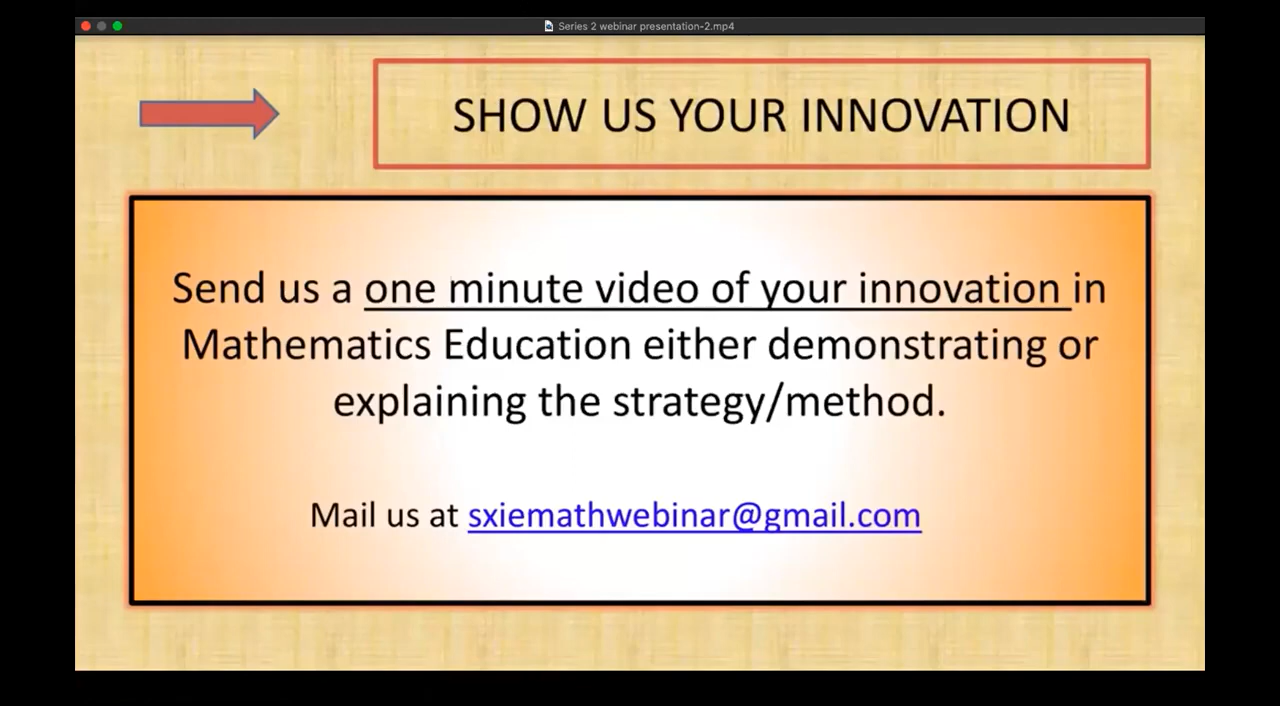 Series 2 webinar presentation-2.mp4
SHOW US YOUR INNOVATION
Send us a one minute video of your innovation in
Mathematics Education either demonstrating or
explaining the strategy/method.
Mail us at sxiemathwebinar@gmail.com